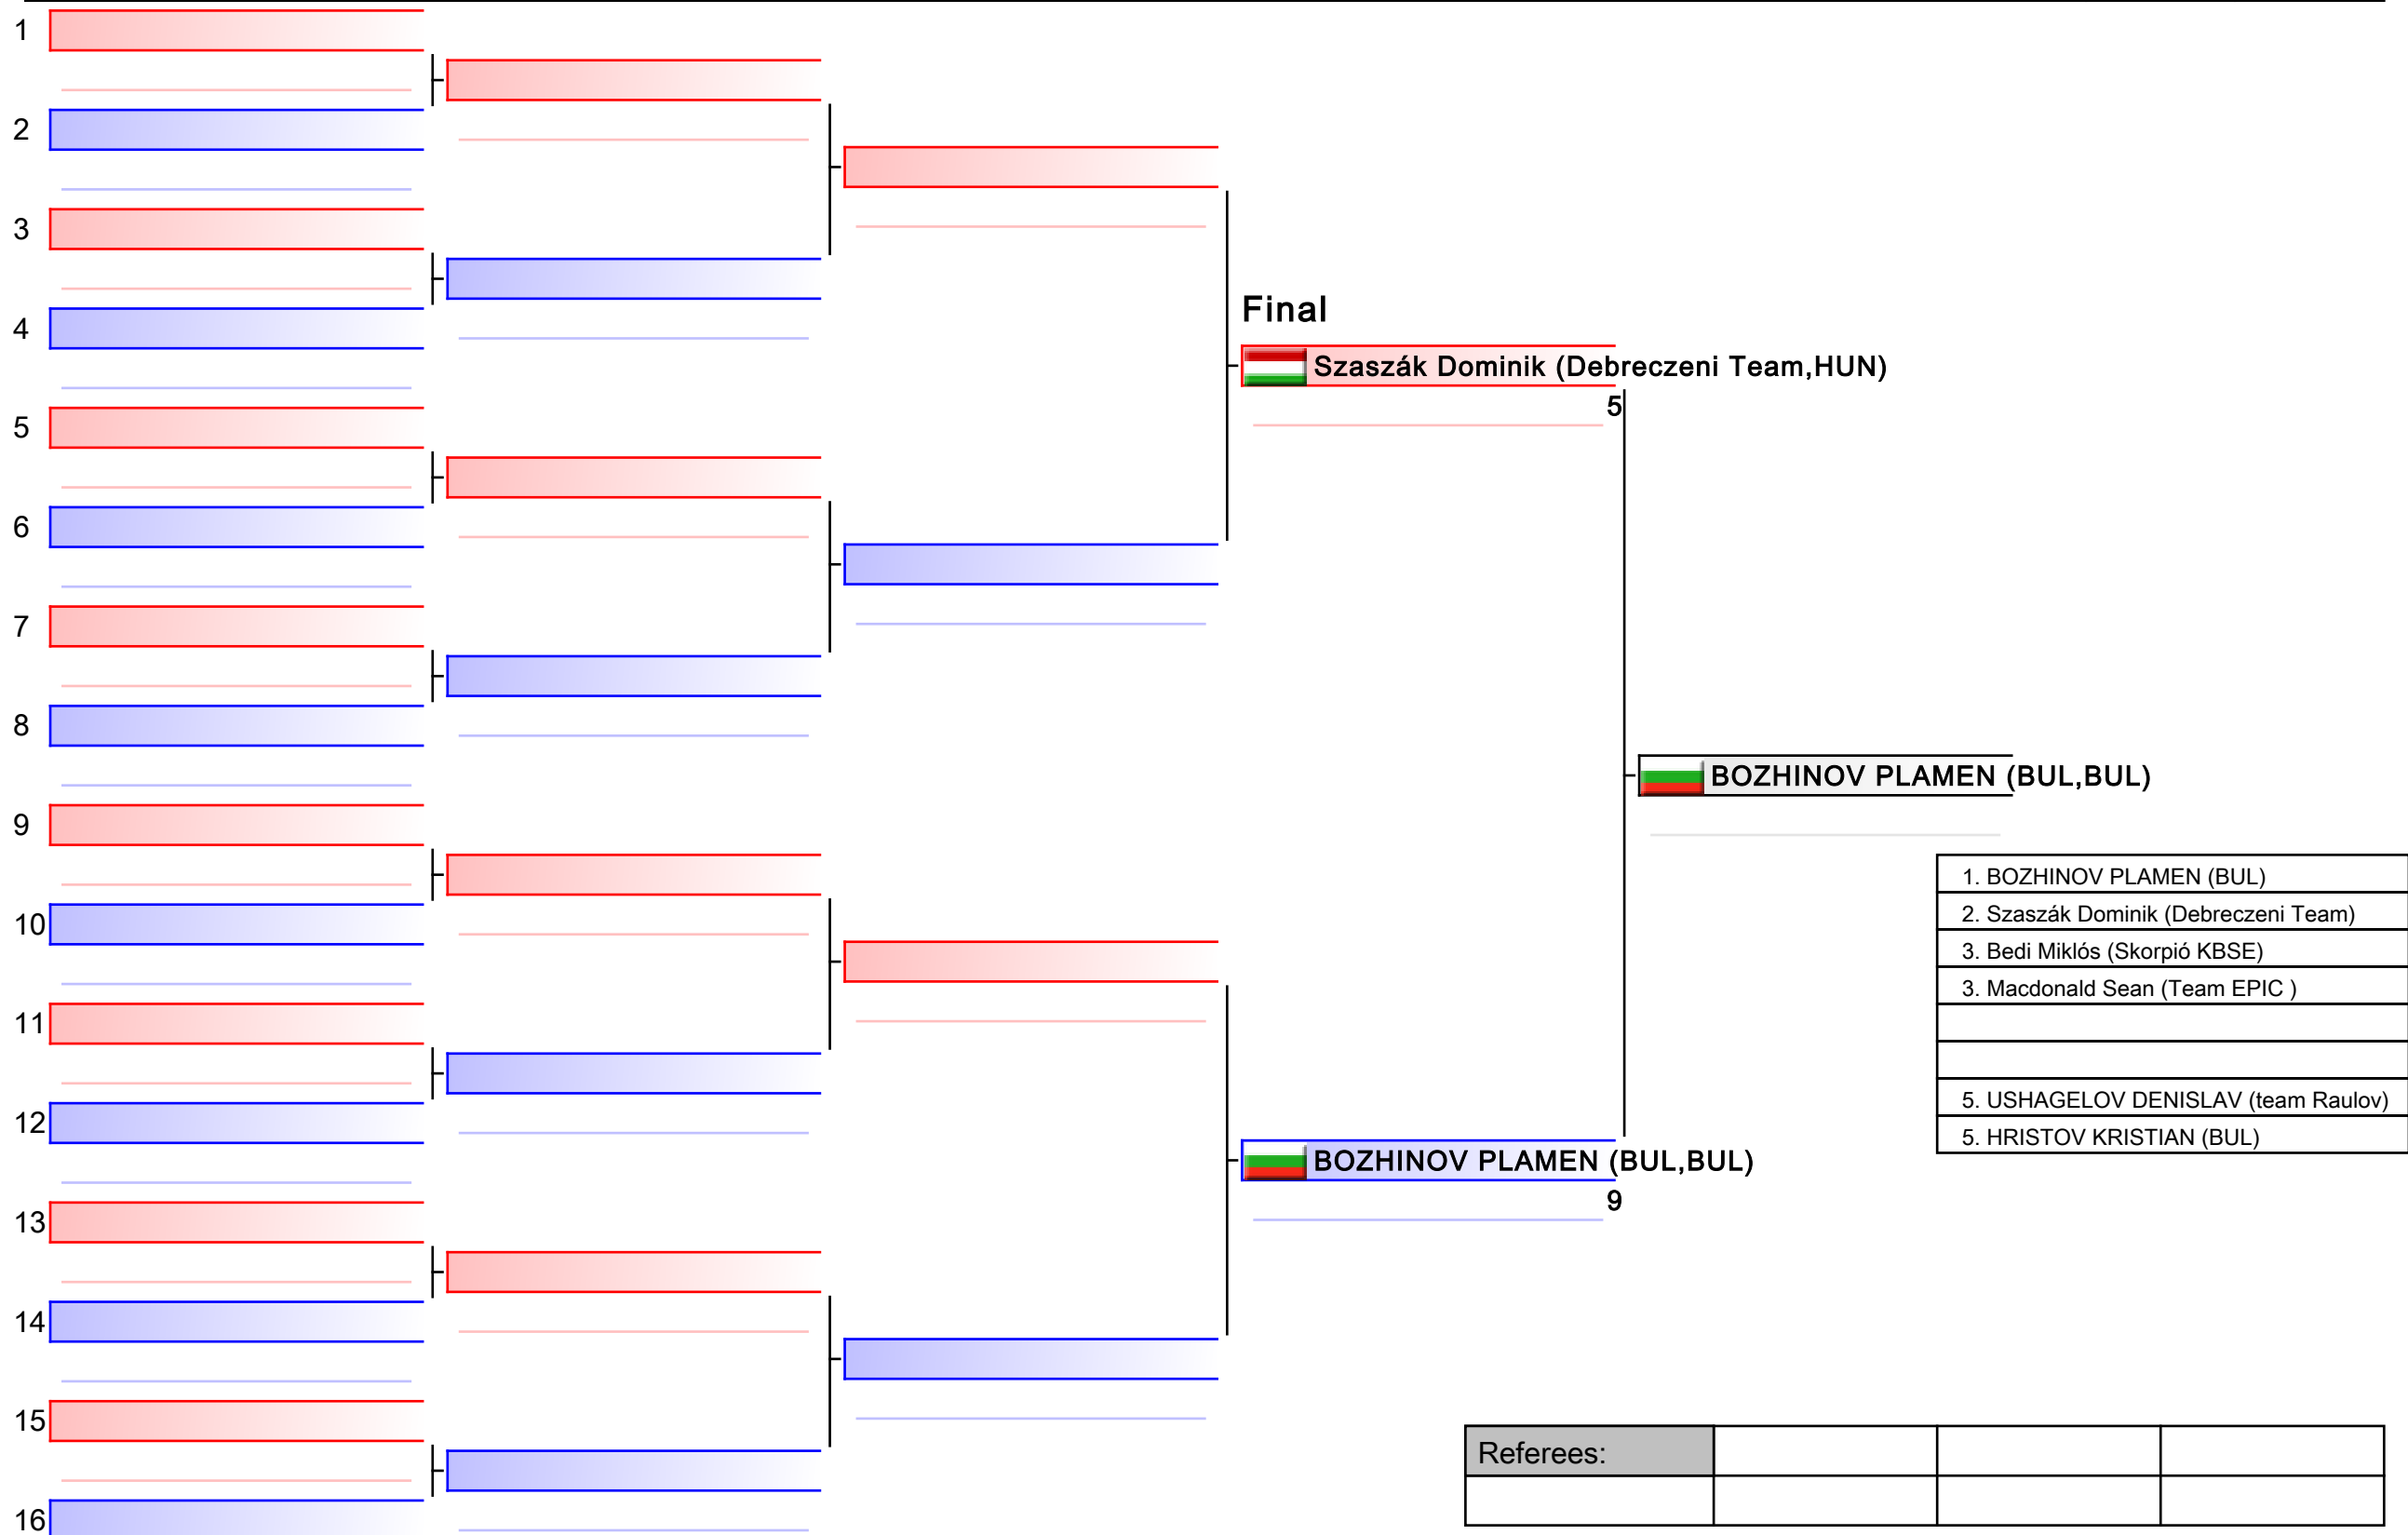 1
2
3
4
Final
Szaszák Dominik (Debreczeni Team,HUN)
5
5
6
7
8
BOZHINOV PLAMEN (BUL,BUL)
9
1. BOZHINOV PLAMEN (BUL)
10
2. Szaszák Dominik (Debreczeni Team)
3. Bedi Miklós (Skorpió KBSE)
3. Macdonald Sean (Team EPIC )
11
12
5. USHAGELOV DENISLAV (team Raulov)
5. HRISTOV KRISTIAN (BUL)
BOZHINOV PLAMEN (BUL,BUL)
9
13
14
15
Referees:
16